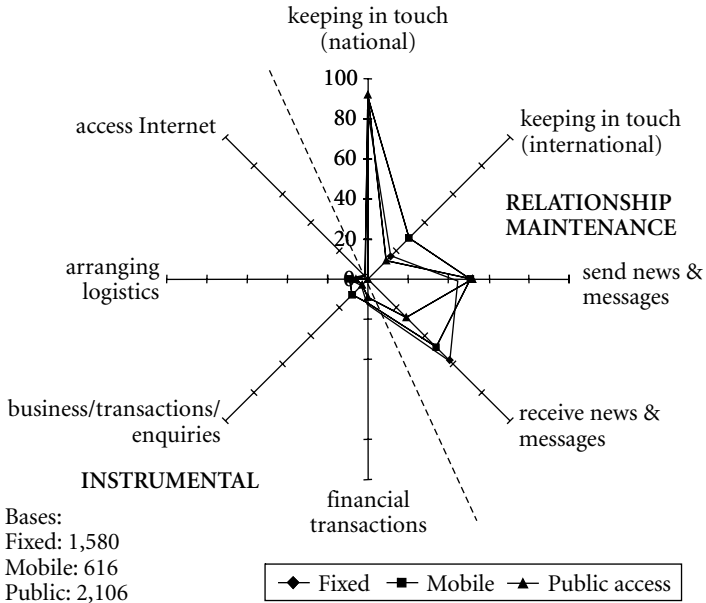 keeping in touch
(national)
100
80
60
40
20
0
access Internet
keeping in touch
(international)
RELATIONSHIP
MAINTENANCE
arranging
logistics
send news &
messages
business/transactions/
enquiries
receive news &
messages
INSTRUMENTAL
financial
transactions
Bases:
Fixed: 1,580
Mobile: 616
Public: 2,106
Fixed Mobile Public access